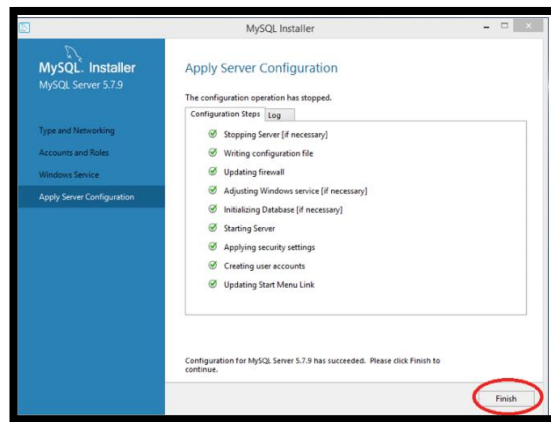 MySQL Installer
MySQL. Installer
MySQL Server 5.7.9
Type and Networking
Accounts and Roles
Windows Service
Apply Server Configuration
Apply Server Configuration
The configuration operation has stopped.
Configuration Steps Log
Stopping Server [if necessary]
Writing configuration file
Updating firewall
Adjusting Windows service [if necessary]
Initializing Database [if necessary]
Starting Server
Applying security settings
Creating user accounts
Updating Start Menu Link
Configuration for MySQL Server 5.7.9 has succeeded. Please click Finish to
continue.
Finish